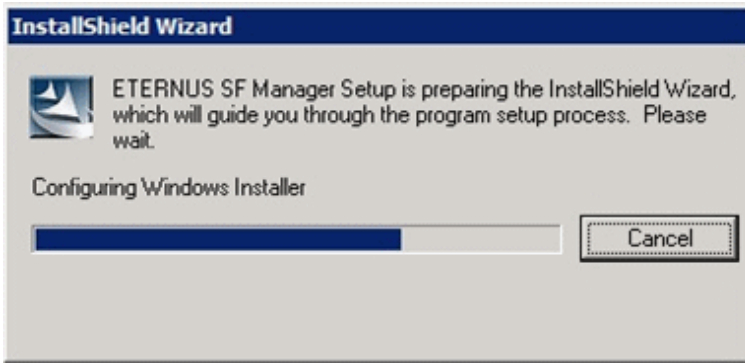 InstallShield Wizard
ETERNUS SF Manager Setup is preparing the InstallShield Wizard,
which will guide you through the program setup process.  Please
wait.
Configuring Windows Installer
Cancel